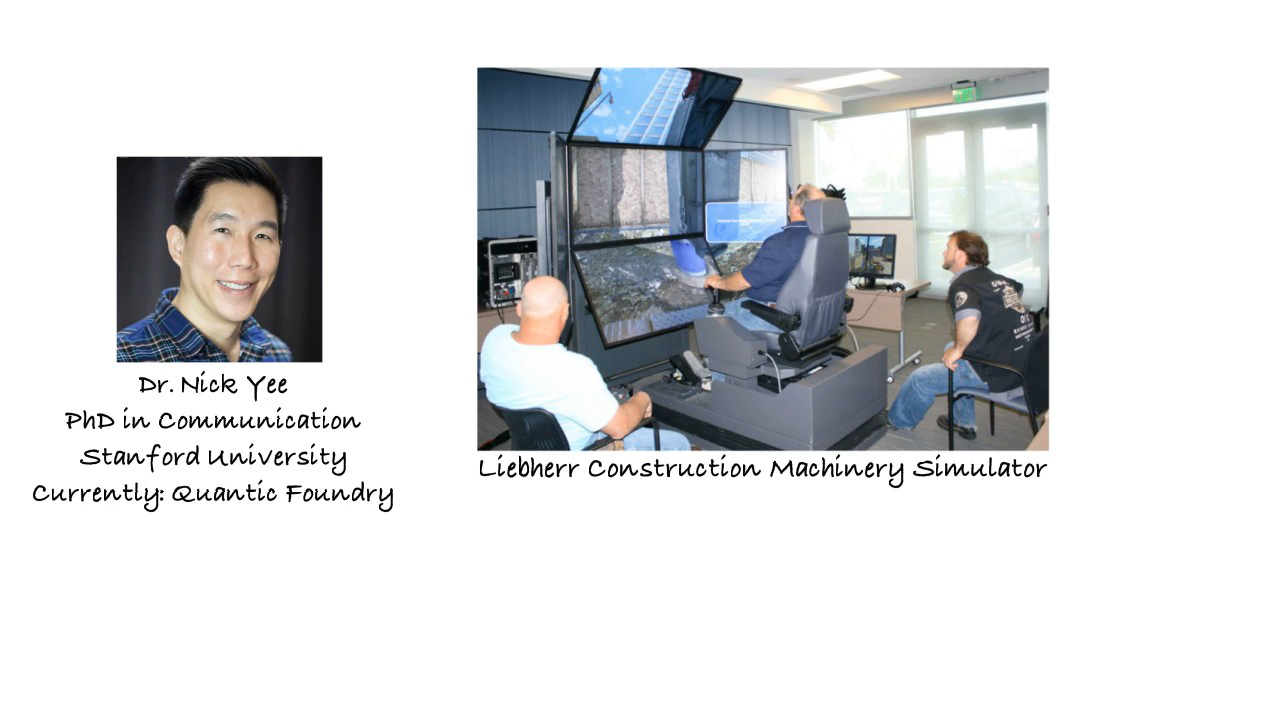 Dr. Nick Yee
PhD in Communication
Stanford University
Currently: Quantic Foundry
Liebherr Construction Machinery Simulator